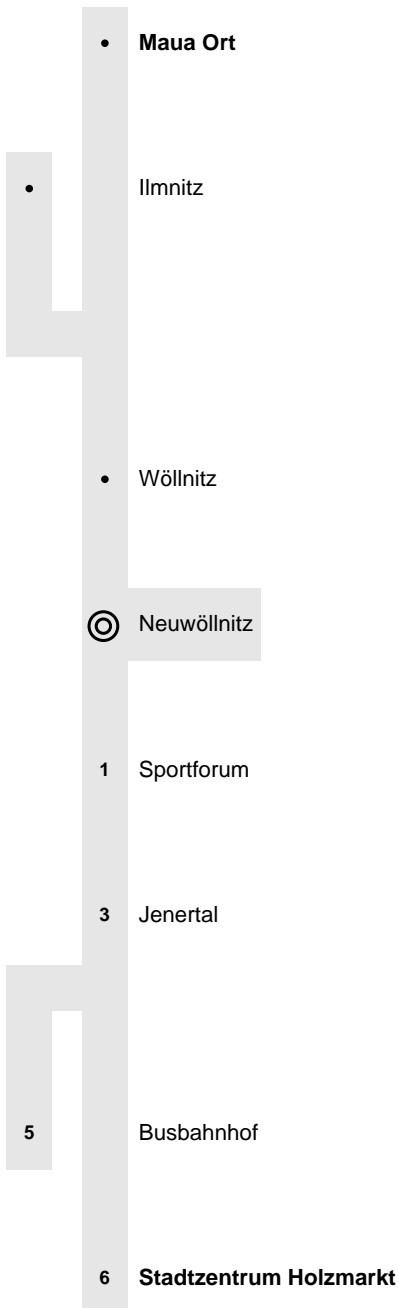 Maua Ort
Ilmnitz
Wöllnitz
Neuwöllnitz
1 Sportforum
3 Jenertal
5 Busbahnhof
6 Stadtzentrum Holzmarkt